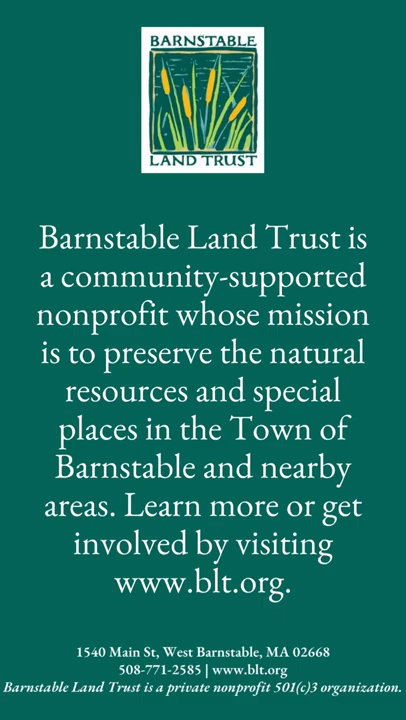 BARNSTABLE
LAND TRUST
Barnstable Land Trust is
a community-supported
nonprofit whose mission
is to preserve the natural
resources and special
places in the Town of
Barnstable and nearby
areas. Learn more or get
involved by visiting
www.blt.org.
1540 Main St, West Barnstable, MA 02668
508-771-2585 | www.blt.org
Barnstable Land Trust is a private nonprofit 501(c)3 organization.